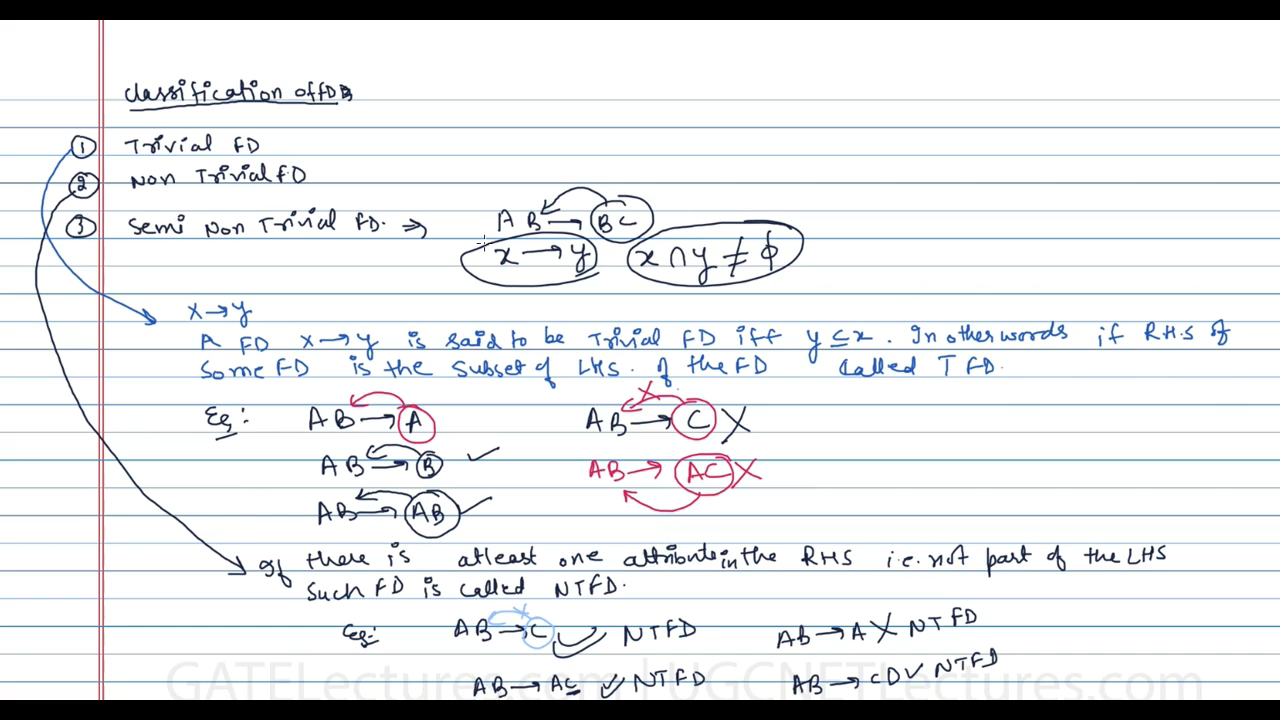 Classification of FDs
① Trivial FD
② Non Trivial FD
③ Semi Non Trivial FD. ⇒ AB → BC
x → y x ∩ y ≠ ϕ
X → y
A FD X → y is said to be Trivial FD iff y ⊆ x. In other words if R.H.S of
Some FD is the subset of LHS. of the FD called TFD.
Eg: AB → A AB → C X
AB → B ✓ AB → AC X
AB → AB ✓
If there is atleast one attribute in the RHS i.e. not part of the LHS
Such FD is called NTFD.
Eg: AB → C ✓ NTFD Ab → A X NTFD
AB → AC ✓ NTFD AB → CD ✓ NTFD
GATELectures.com | UGCNETLectures.com